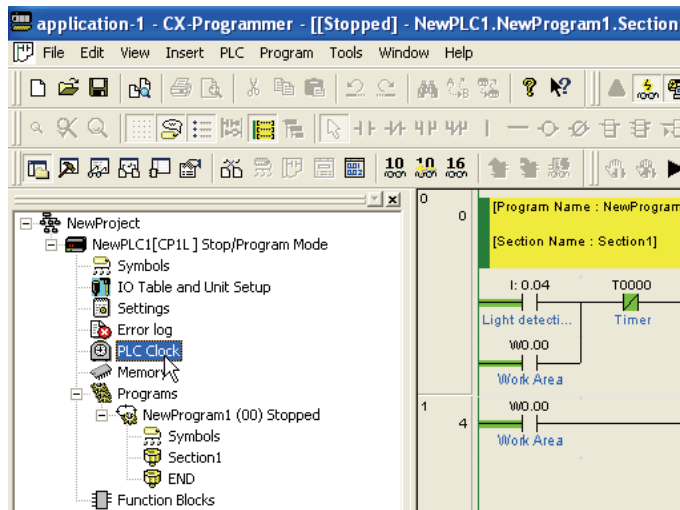 application-1 - CX-Programmer - [[Stopped] - NewPLC1.NewProgram1.Section
File Edit View Insert PLC Program Tools Window Help
10 10 16
NewProject
NewPLC1[CP1L ] Stop/Program Mode
Symbols
IO Table and Unit Setup
Settings
Error log
PLC Clock
Memory
Programs
NewProgram1 (00) Stopped
Symbols
Section1
END
Function Blocks
0
0
[Program Name : NewProgram
[Section Name : Section1]
I: 0.04 T0000
Light detecti... Timer
W0.00
Work Area
1
4
W0.00
Work Area